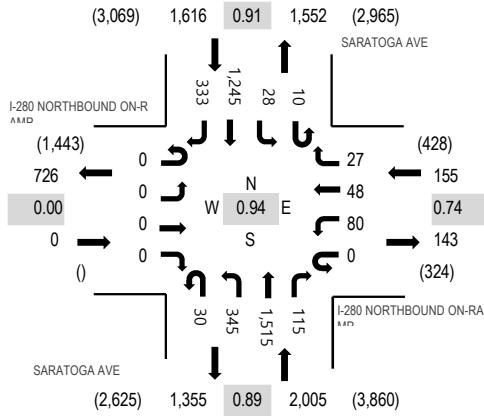 (3,069) 1,616 0.91 1,552 (2,965)
SARATOGA AVE
333 1,245 28 10
I-280 NORTHBOUND ON-R
AMP
(1,443) 0 27 (428)
726 0 N 48 155
0.00 W 0.94 E 0.74
0 0 S 80 143
() 0 0 (324)
30 345 1,515 115
I-280 NORTHBOUND ON-RA
MP
SARATOGA AVE
(2,625) 1,355 0.89 2,005 (3,860)